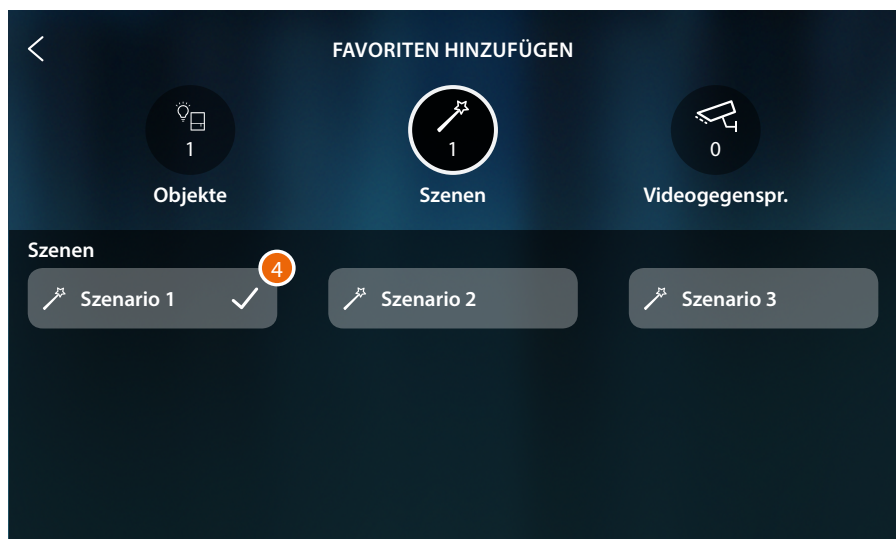 FAVORITEN HINZUFÜGEN
1
1
0
Objekte
Szenen
Videogegenspr.
Szenen
4
Szenario 1
Szenario 2
Szenario 3